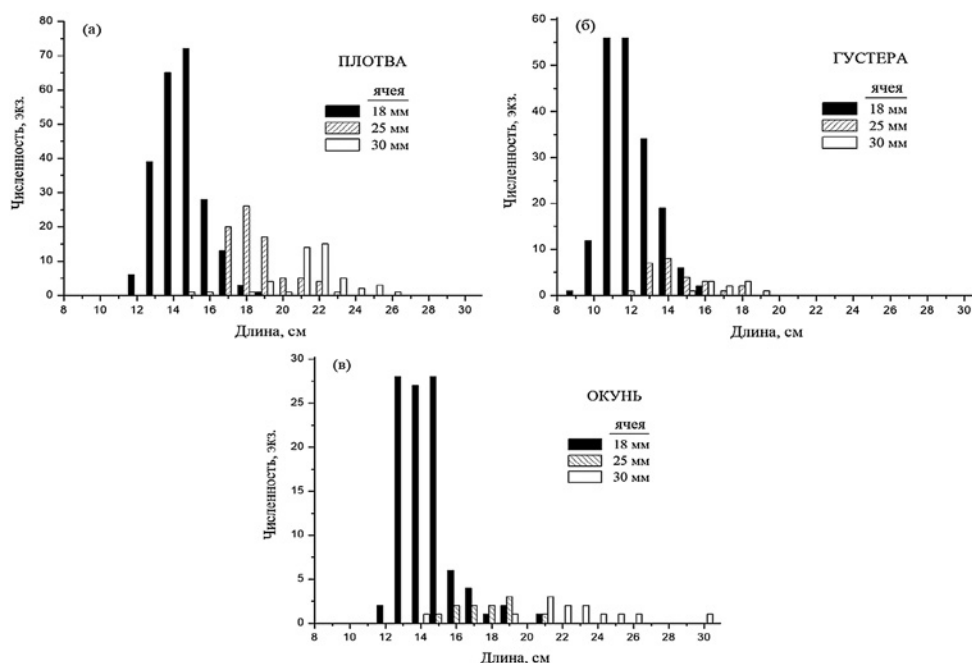 (а)
ПЛОТВА
ячея
18 мм
25 мм
30 мм
Численность, экз.
80
70
60
50
40
30
20
10
0
8 10 12 14 16 18 20 22 24 26 28 30
Длина, см
(б)
ГУСТЕРА
ячея
18 мм
25 мм
30 мм
Численность, экз.
60
50
40
30
20
10
0
8 10 12 14 16 18 20 22 24 26 28 30
Длина, см
(в)
ОКУНЬ
ячея
18 мм
25 мм
30 мм
Численность, экз.
30
25
20
15
10
5
0
8 10 12 14 16 18 20 22 24 26 28 30
Длина, см